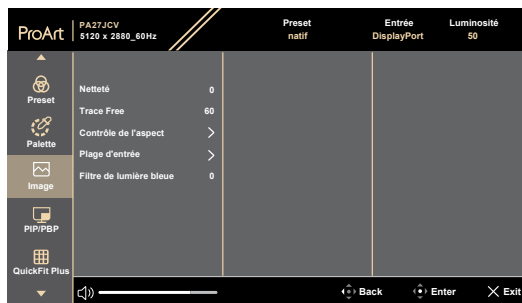 ProArt
PA27JCV
5120 x 2880_60Hz
Preset
natif
Entrée
DisplayPort
Luminosité
50
Preset
Palette
Image
PIP/PBP
QuickFit Plus
Netteté 0
Trace Free 60
Contrôle de l'aspect
Plage d'entrée
Filtre de lumière bleue 0
Back
Enter
Exit